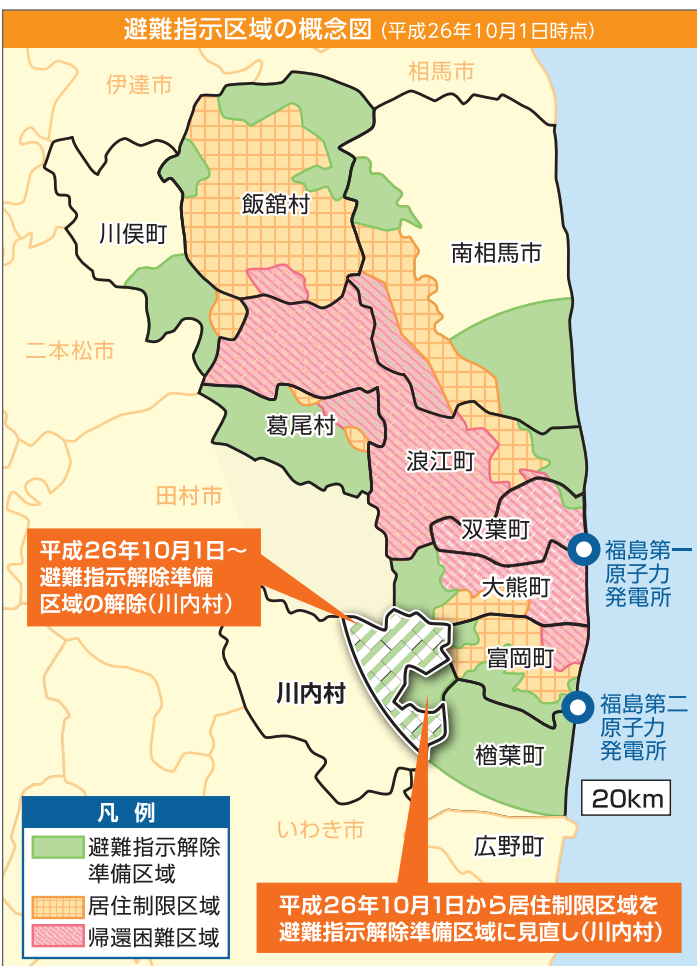 避難指示区域の概念図(平成26年10月1日時点)
相馬市
伊達市
飯舘村
川俣町
南相馬市
二本松市
葛尾村
浪江町
田村市
双葉町
平成26年10月1日〜
避難指示解除準備
区域の解除(川内村)
福島第一
原子力
発電所
大熊町
富岡町
川内村
福島第二
原子力
発電所
楢葉町
20km
凡 例
避難指示解除
準備区域
居住制限区域
帰還困難区域
いわき市
広野町
平成26年10月1日から居住制限区域を
避難指示解除準備区域に見直し(川内村)